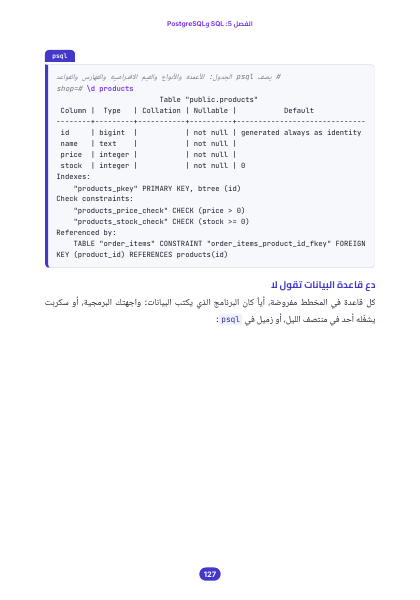 الفصل 5: SQL وPostgreSQL
psql
# يصف psql الجدول: الأعمدة والأنواع والقيم الافتراضية والفهارس والقواعد
shop=# \d products
Table "public.products"
Column | Type | Collation | Nullable | Default
--------+---------+-----------+----------+------------------------------
id | bigint | | not null | generated always as identity
name | text | | not null |
price | integer | | not null |
stock | integer | | not null | 0
Indexes:
"products_pkey" PRIMARY KEY, btree (id)
Check constraints:
"products_price_check" CHECK (price > 0)
"products_stock_check" CHECK (stock >= 0)
Referenced by:
TABLE "order_items" CONSTRAINT "order_items_product_id_fkey" FOREIGN
KEY (product_id) REFERENCES products(id)
دع قاعدة البيانات تقول لا
كل قاعدة في المخطط مفروضة، أياً كان البرنامج الذي يكتب البيانات: واجهتك البرمجية، أو سكربت
يشغّله أحد في منتصف الليل، أو زميل في psql:
127